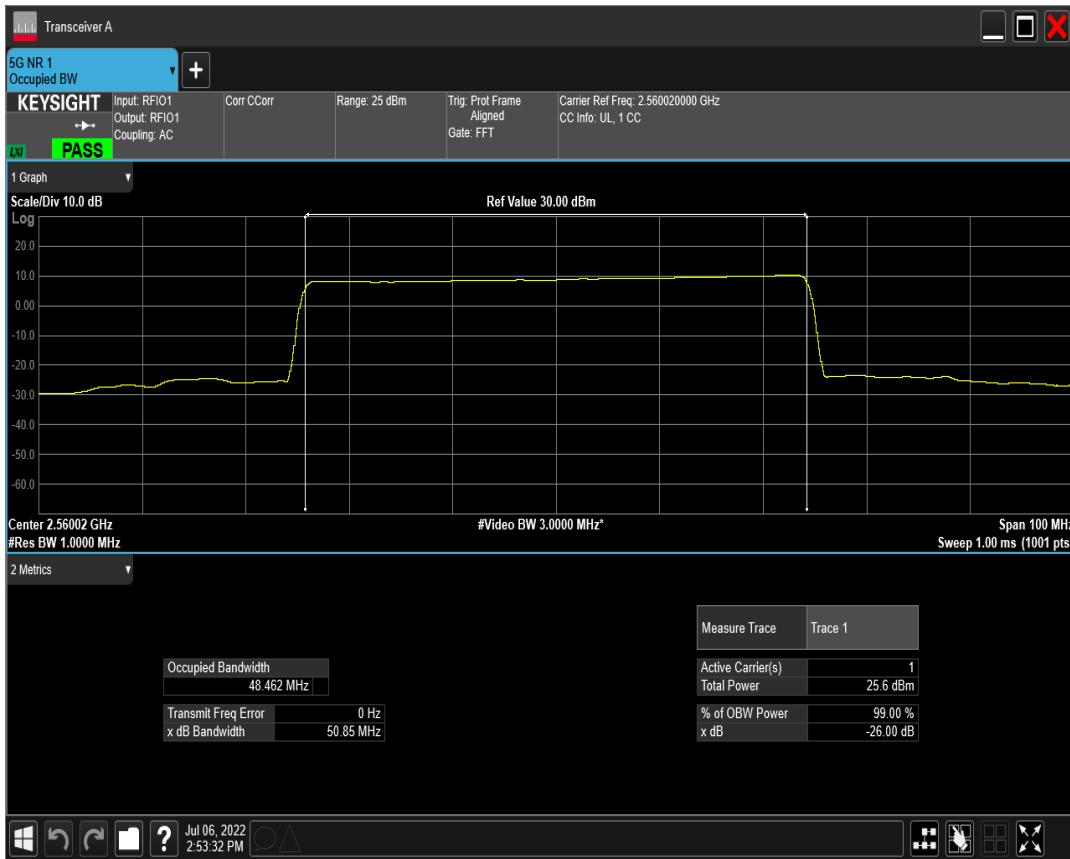 Transceiver A
5G NR 1
Occupied BW
KEYSIGHT
LXI
PASS
Input: RFIO1
Output: RFIO1
Coupling: AC
Corr CCorr
Range: 25 dBm
Trig: Prot Frame
Aligned
Gate: FFT
Carrier Ref Freq: 2.560020000 GHz
CC Info: UL, 1 CC
1 Graph
Scale/Div 10.0 dB
Ref Value 30.00 dBm
Log
20.0
10.0
0.00
-10.0
-20.0
-30.0
-40.0
-50.0
-60.0
Center 2.56002 GHz
#Video BW 3.0000 MHz*
Span 100 MHz
#Res BW 1.0000 MHz
Sweep 1.00 ms (1001 pts
2 Metrics
Measure Trace Trace 1
Occupied Bandwidth
48.462 MHz
Active Carrier(s) 1
Total Power 25.6 dBm
Transmit Freq Error 0 Hz
x dB Bandwidth 50.85 MHz
% of OBW Power 99.00 %
x dB -26.00 dB
?
Jul 06, 2022
2:53:32 PM